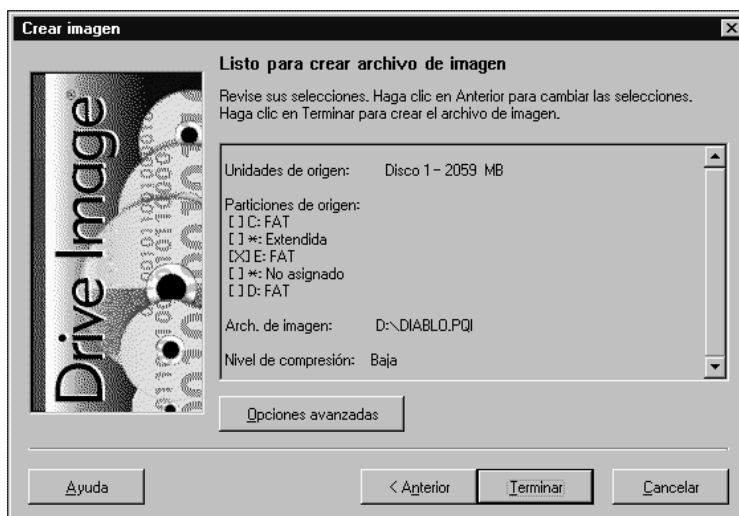 Crear imagen
Drive Image®
Listo para crear archivo de imagen
Revise sus selecciones. Haga clic en Anterior para cambiar las selecciones.
Haga clic en Terminar para crear el archivo de imagen.
Unidades de origen: Disco 1 - 2059 MB
Particiones de origen:
[ ] C: FAT
[ ] *: Extendida
[X] E: FAT
[ ] *: No asignado
[ ] D: FAT
Arch. de imagen: D:\DIABLO.PQI
Nivel de compresión: Baja
Opciones avanzadas
Ayuda
< Anterior
Terminar
Cancelar